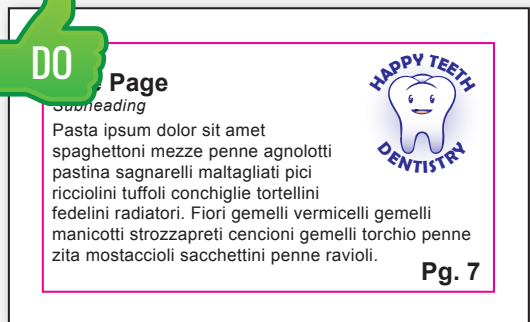 DO
Page
Subheading
Pasta ipsum dolor sit amet
spaghettoni mezze penne agnolotti
pastina sagnarelli maltagliati pici
ricciolini tuffoli conchiglie tortellini
fedelini radiatori. Fiori gemelli vermicelli gemelli
manicotti strozzapreti cencioni gemelli torchio penne
zita mostaccioli sacchettini penne ravioli.
HAPPY TEETH
DENTISTRY
Pg. 7